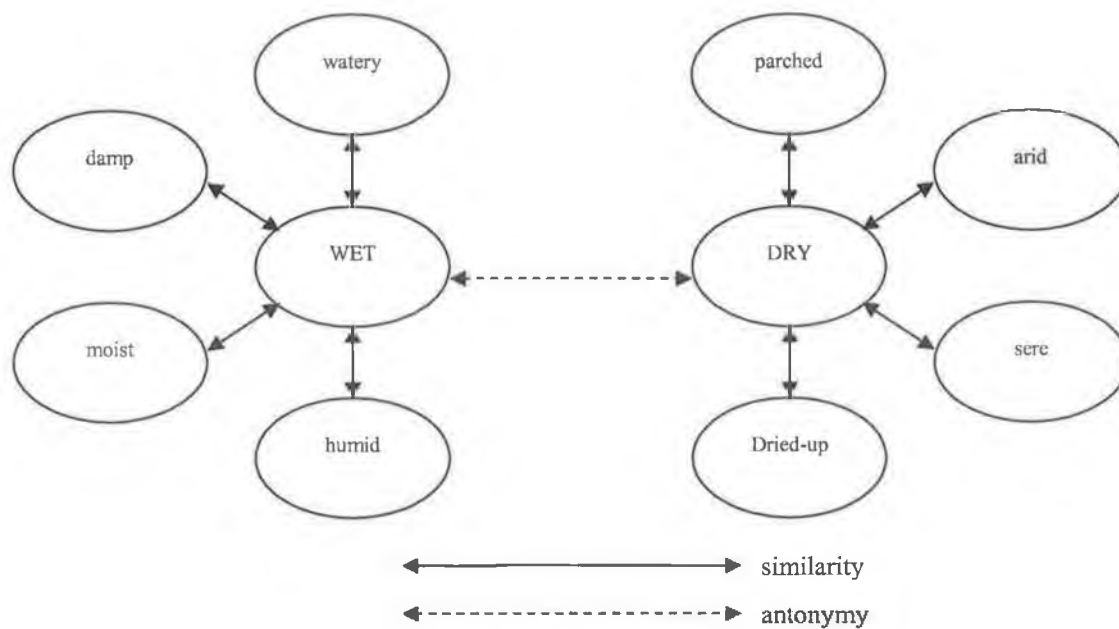 watery
parched
damp
arid
WET
DRY
moist
sere
humid
Dried-up
similarity
antonymy